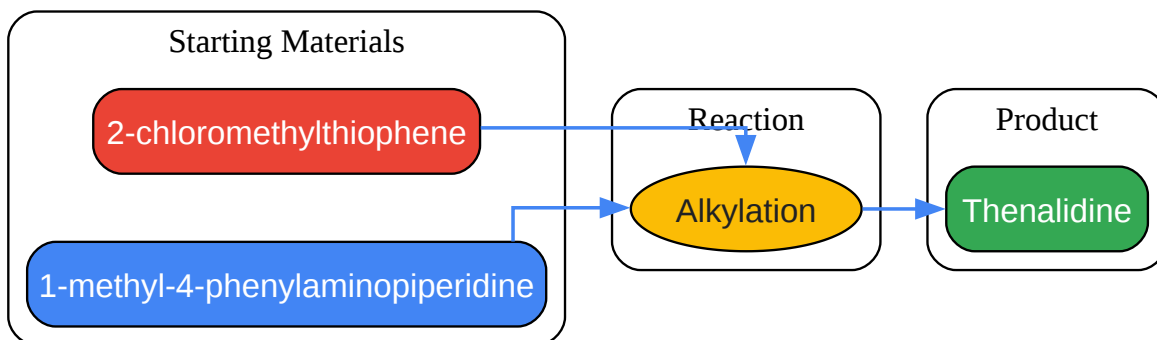 Starting Materials
2-chloromethylthiophene
1-methyl-4-phenylaminopiperidine
Reaction
Alkylation
Product
Thenalidine